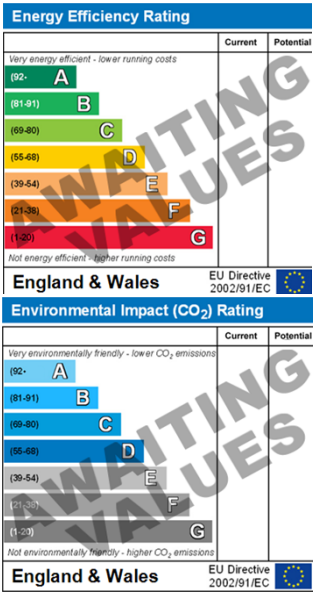 Energy Efficiency Rating
Current Potential
Very energy efficient - lower running costs
(92- A
(81-91) B
(69-80) C
(55-68) D
(39-54) E
(21-38) F
(1-20) G
Not energy efficient - higher running costs
AWAITING
VALUES
England & Wales
EU Directive
2002/91/EC
Environmental Impact (CO2) Rating
Current Potential
Very environmentally friendly - lower CO2 emissions
(92- A
(81-91) B
(69-80) C
(55-68) D
(39-54) E
(21-38) F
(1-20) G
Not environmentally friendly - higher CO2 emissions
AWAITING
VALUES
England & Wales
EU Directive
2002/91/EC